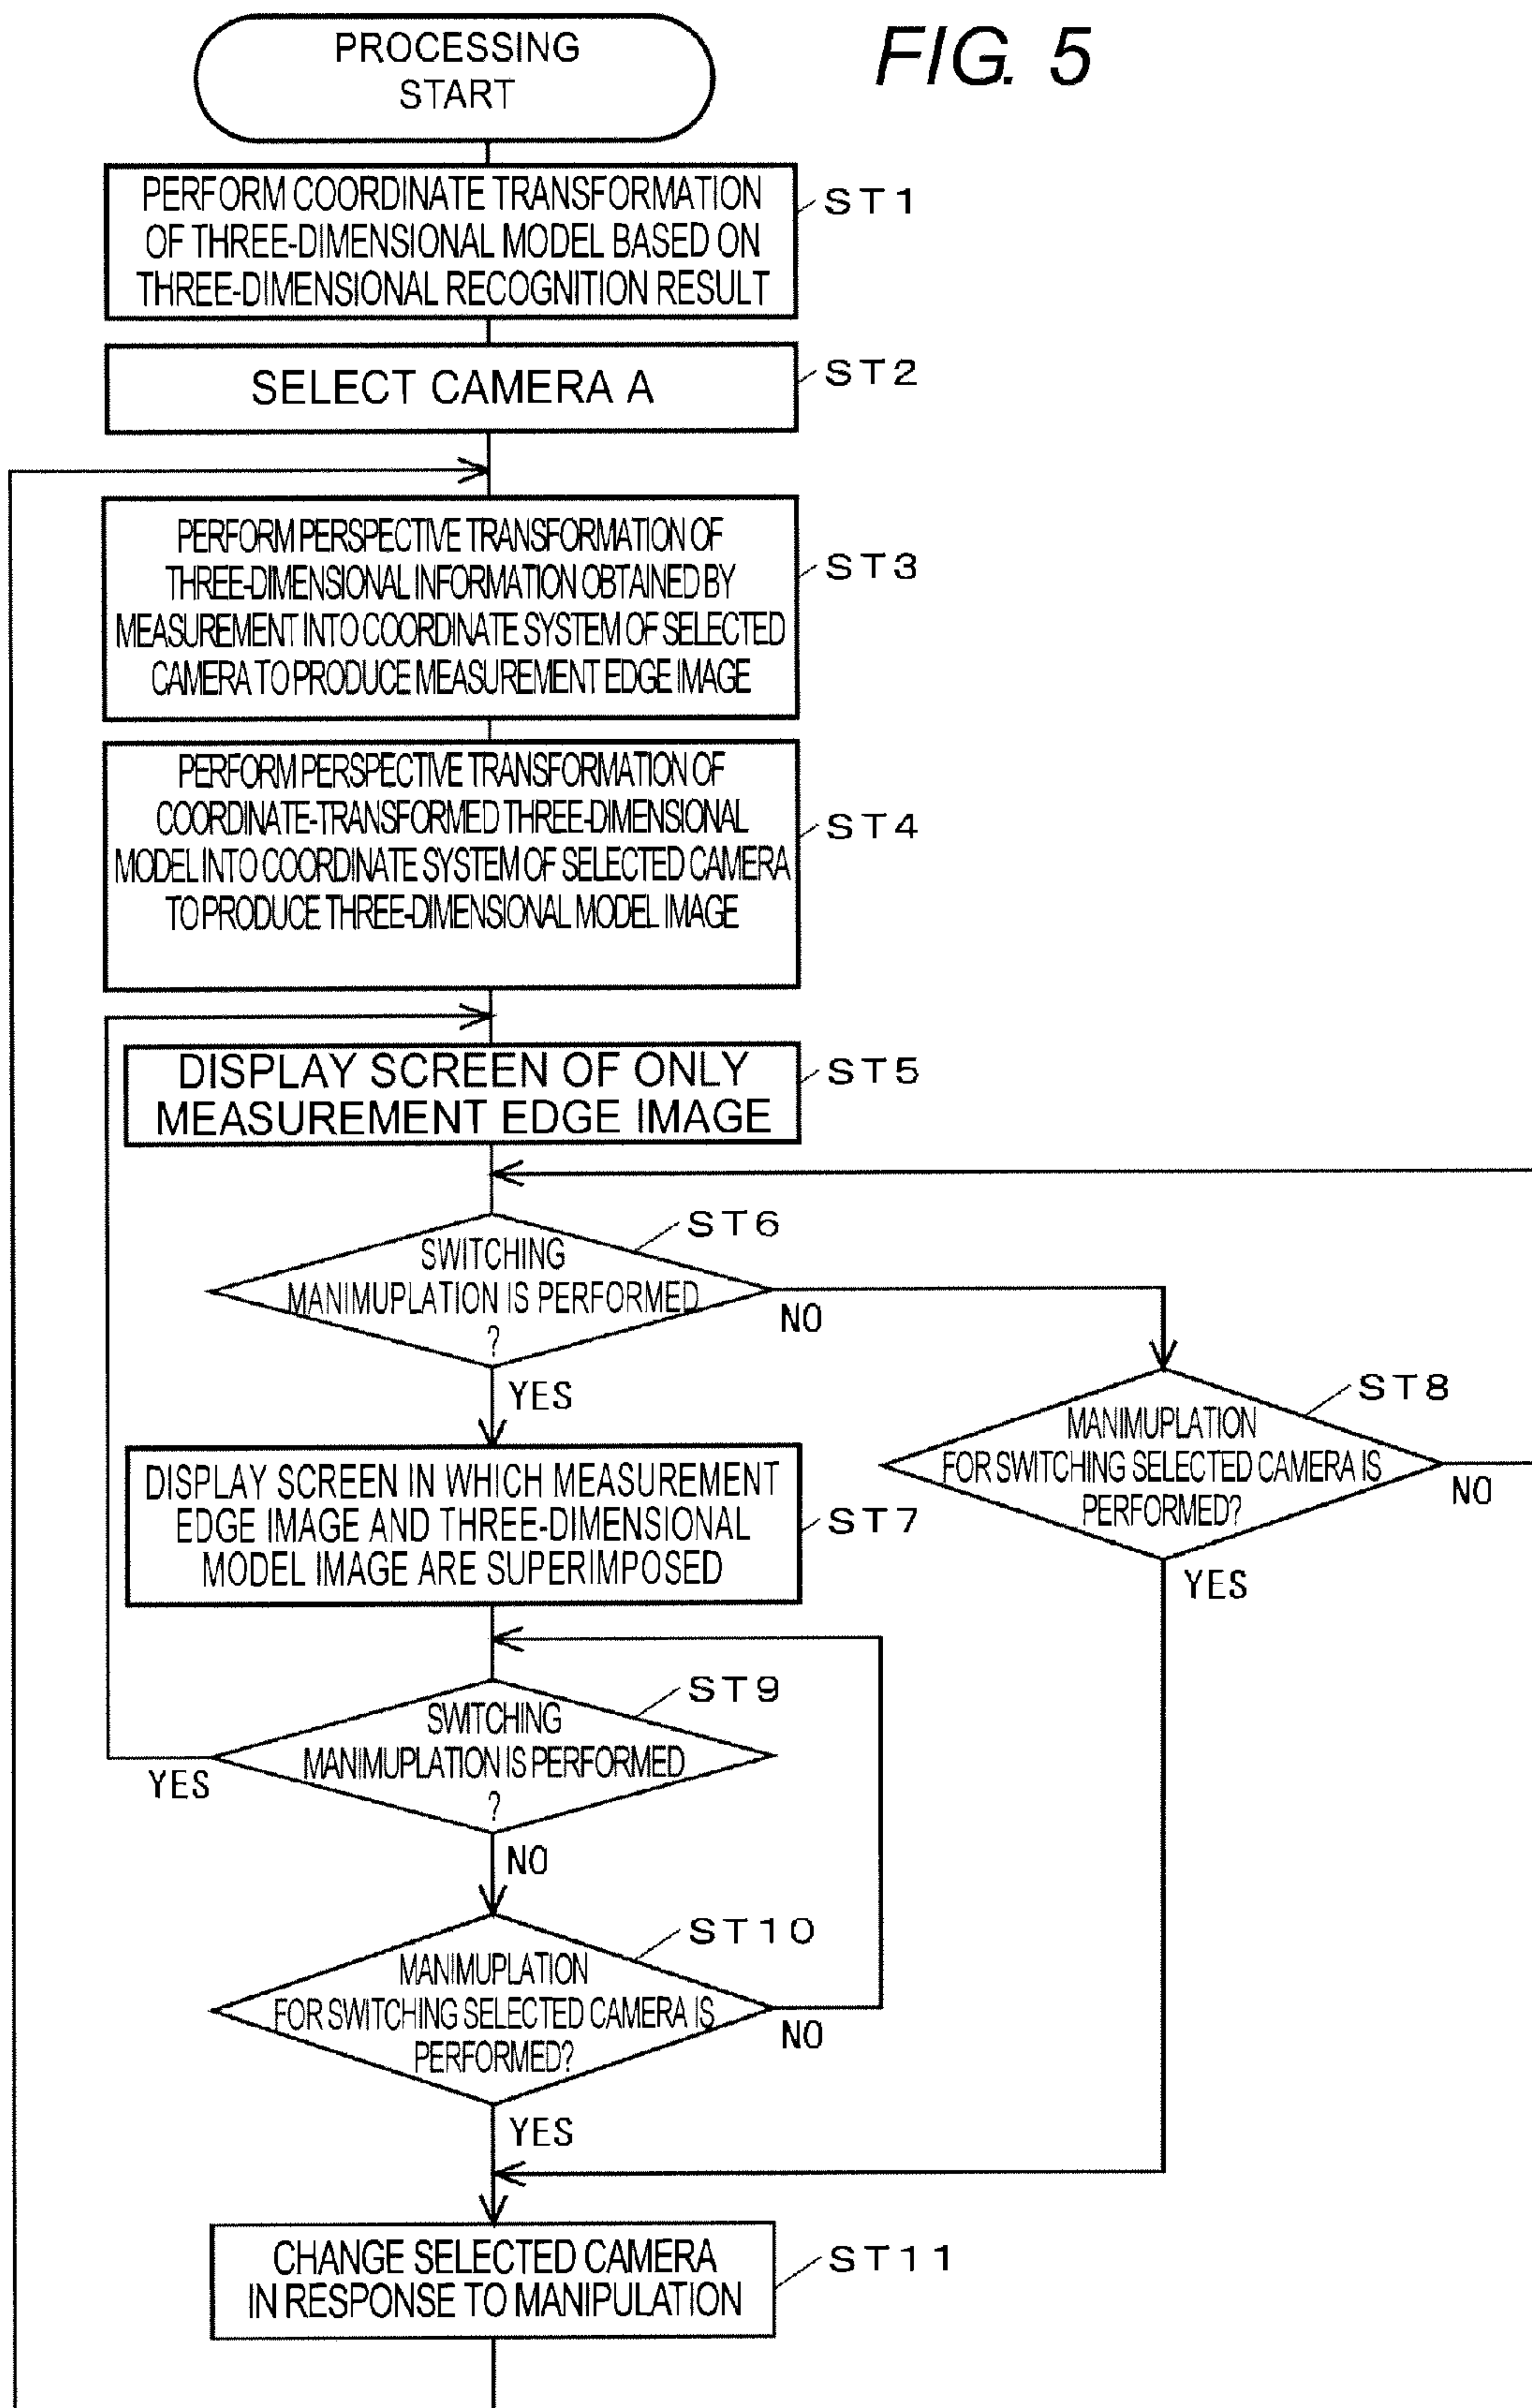 FIG. 5
PROCESSING
START
PERFORM COORDINATE TRANSFORMATION
OF THREE-DIMENSIONAL MODEL BASED ON
THREE-DIMENSIONAL RECOGNITION RESULT
ST1
SELECT CAMERA A
ST2
PERFORM PERSPECTIVE TRANSFORMATION OF
THREE-DIMENSIONAL INFORMATION OBTAINED BY
MEASUREMENT INTO COORDINATE SYSTEM OF SELECTED
CAMERA TO PRODUCE MEASUREMENT EDGE IMAGE
ST3
PERFORM PERSPECTIVE TRANSFORMATION OF
COORDINATE-TRANSFORMED THREE-DIMENSIONAL
MODEL INTO COORDINATE SYSTEM OF SELECTED CAMERA
TO PRODUCE THREE-DIMENSIONAL MODEL IMAGE
ST4
DISPLAY SCREEN OF ONLY
MEASUREMENT EDGE IMAGE
ST5
SWITCHING
MANIMUPLATION IS PERFORMED
?
ST6
NO
YES
MANIMUPLATION
FOR SWITCHING SELECTED CAMERA IS
PERFORMED?
ST8
NO
YES
DISPLAY SCREEN IN WHICH MEASUREMENT
EDGE IMAGE AND THREE-DIMENSIONAL
MODEL IMAGE ARE SUPERIMPOSED
ST7
SWITCHING
MANIMUPLATION IS PERFORMED
?
ST9
YES
NO
MANIMUPLATION
FOR SWITCHING SELECTED CAMERA IS
PERFORMED?
ST10
NO
YES
CHANGE SELECTED CAMERA
IN RESPONSE TO MANIPULATION
ST11